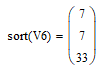 sort(V6) = (7
7
33)